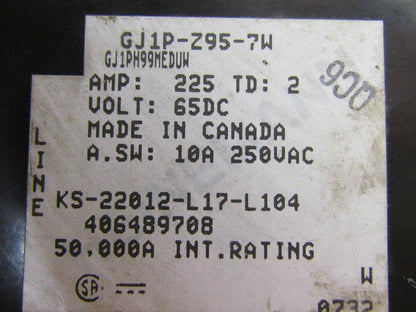 GJ1P-Z95-7W
GJ1PH99MEDUW
AMP: 225 TD: 2
VOLT: 65DC
MADE IN CANADA
A.SW: 10A 250VAC
LINE
KS-22012-L17-L104
406489708
50,000A INT.RATING
W
0732